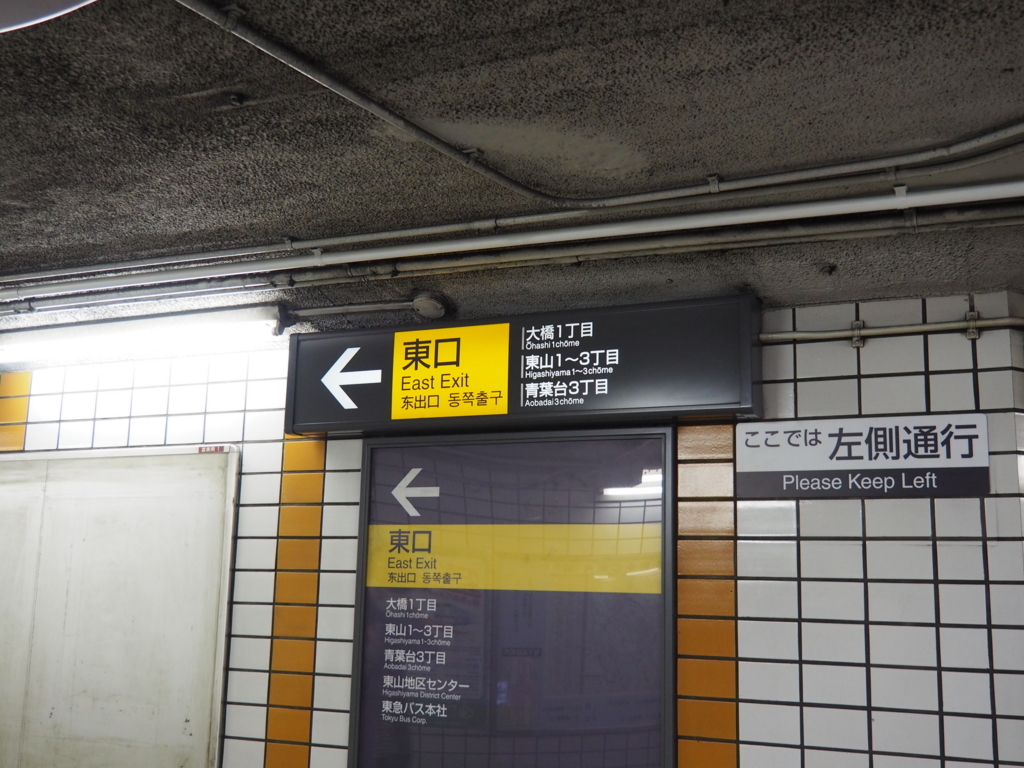 東口
East Exit
东出口 동쪽출구
大橋1丁目
Ōhashi 1chōme
東山1～3丁目
Higashiyama 1～3chōme
青葉台3丁目
Aobadai 3chōme
ここでは 左側通行
Please Keep Left
東口
East Exit
东出口 동쪽출구
大橋1丁目
Ōhashi 1chōme
東山1～3丁目
Higashiyama 1-3chōme
青葉台3丁目
Aobadai 3chōme
東山地区センター
Higashiyama District Center
東急バス本社
Tokyu Bus Corp.